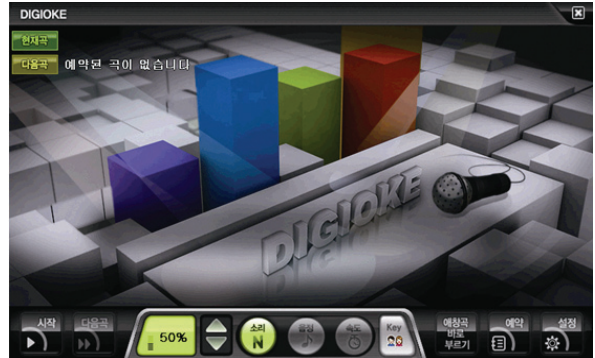 DIGIOKE
현재곡
다음곡 예약된 곡이 없습니다
DIGIOKE
시작
다음곡
50%
소리
N
음정
속도
Key
애창곡
바로
부르기
예약
설정